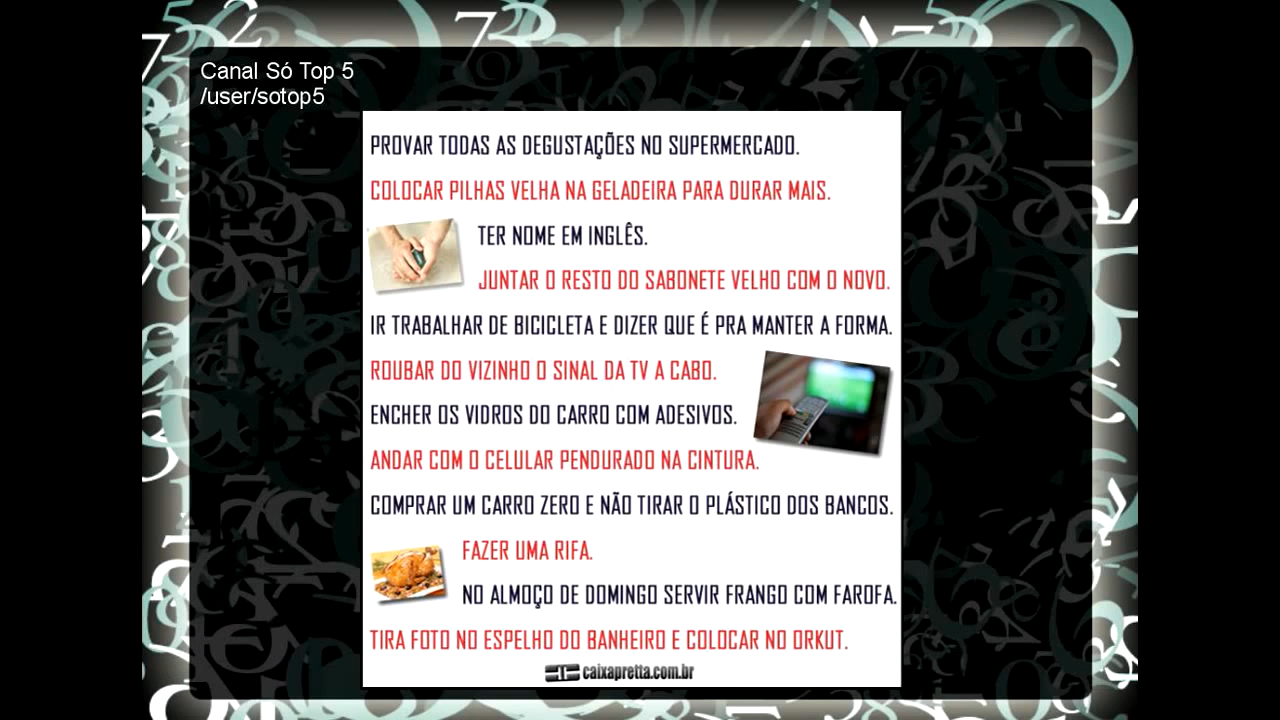 Canal Só Top 5
/user/sotop5
PROVAR TODAS AS DEGUSTAÇÕES NO SUPERMERCADO.
COLOCAR PILHAS VELHA NA GELADEIRA PARA DURAR MAIS.
TER NOME EM INGLÊS.
JUNTAR O RESTO DO SABONETE VELHO COM O NOVO.
IR TRABALHAR DE BICICLETA E DIZER QUE É PRA MANTER A FORMA.
ROUBAR DO VIZINHO O SINAL DA TV A CABO.
ENCHER OS VIDROS DO CARRO COM ADESIVOS.
ANDAR COM O CELULAR PENDURADO NA CINTURA.
COMPRAR UM CARRO ZERO E NÃO TIRAR O PLÁSTICO DOS BANCOS.
FAZER UMA RIFA.
NO ALMOÇO DE DOMINGO SERVIR FRANGO COM FAROFA.
TIRA FOTO NO ESPELHO DO BANHEIRO E COLOCAR NO ORKUT.
caixapretta.com.br